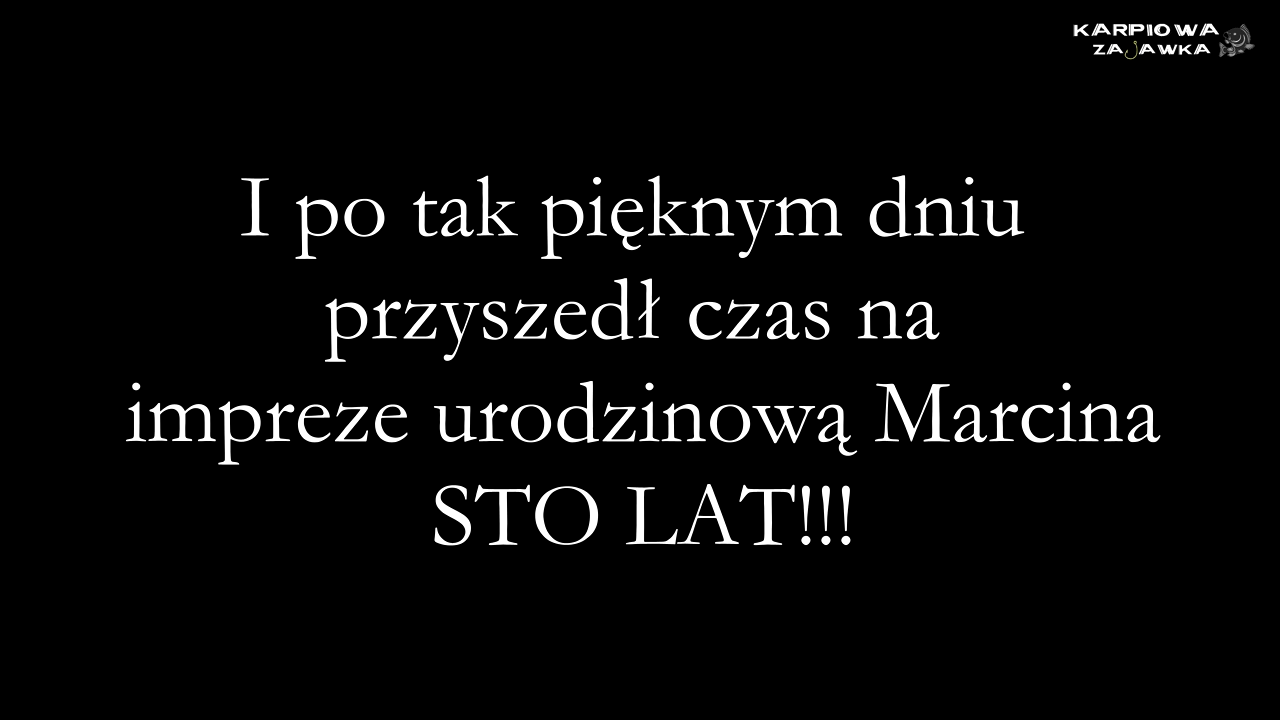 KARPIOWA
ZAJAWKA
I po tak pięknym dniu
przyszedł czas na
impreze urodzinową Marcina
STO LAT!!!